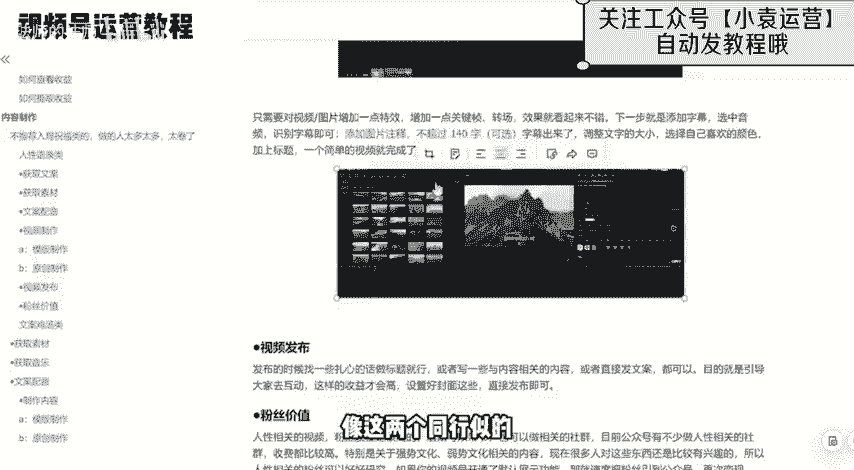 视频号运营教程
关注工众号【小袁运营】
自动发教程哦
如何查看收益
如何提取收益
内容制作
不推荐人现祝福类的，做的人太多太多，太卷了
人性语录类
•获取文案
•获取素材
•文案配音
•视频制作
a：模版制作
b：原创制作
•视频发布
•粉丝价值
文案戏选类
•获取素材
•获取音乐
•文案配音
•制作内容
a：模版制作
b：原创制作
只需要对视频/图片增加一点特效，增加一点关键帧、转场，效果就看起来不错。下一步就是添加字幕，选中音
频，识别字幕即可；添加图片注释，不超过 140 字（可选）字幕出来了，调整文字的大小，选择自己喜欢的颜色，
加上标题，一个简单的视频就完成了
•视频发布
发布的时候找一些扎心的话做标题就行，或者写一些与内容相关的内容，或者直接发文案，都可以。目的就是引导
大家去互动，这样的收益才会高，设置好封面这些，直接发布即可。
•粉丝价值
人性相关的视频，
可以做相关的社群，目前公众号有不少做人性相关的社
群，收费都比较高。特别是关于强势文化、弱势文化相关的内容，现在很多人对这些东西还是比较有兴趣的，所以
像这两个同行似的